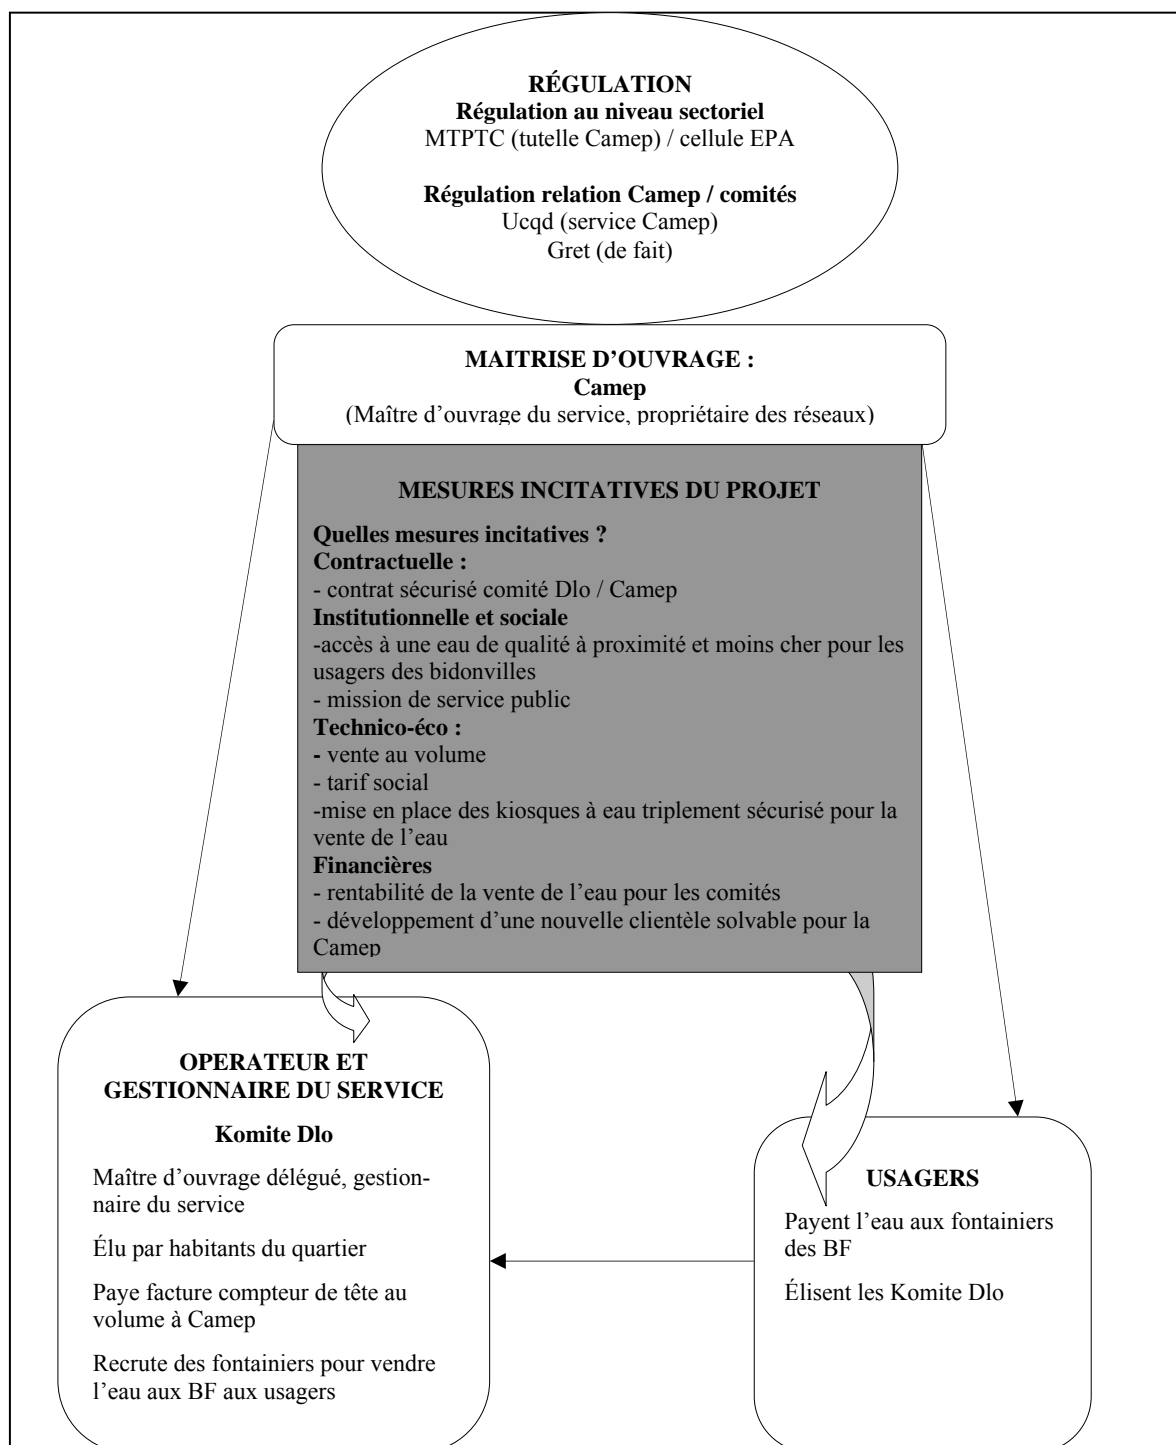 RÉGULATION
Régulation au niveau sectoriel
MTPTC (tutelle Camep) / cellule EPA
Régulation relation Camep / comités
Ucqd (service Camep)
Gret (de fait)
MAITRISE D’OUVRAGE :
Camep
(Maître d’ouvrage du service, propriétaire des réseaux)
MESURES INCITATIVES DU PROJET
Quelles mesures incitatives ?
Contractuelle :
- contrat sécurisé comité Dlo / Camep
Institutionnelle et sociale
-accès à une eau de qualité à proximité et moins cher pour les
usagers des bidonvilles
- mission de service public
Technico-éco :
- vente au volume
- tarif social
-mise en place des kiosques à eau triplement sécurisé pour la
vente de l’eau
Financières
- rentabilité de la vente de l’eau pour les comités
- développement d’une nouvelle clientèle solvable pour la
Camep
OPERATEUR ET
GESTIONNAIRE DU SERVICE
Komite Dlo
Maître d’ouvrage délégué, gestion-
naire du service
Élu par habitants du quartier
Paye facture compteur de tête au
volume à Camep
Recrute des fontainiers pour vendre
l’eau aux BF aux usagers
USAGERS
Payent l’eau aux fontainiers
des BF
Élisent les Komite Dlo